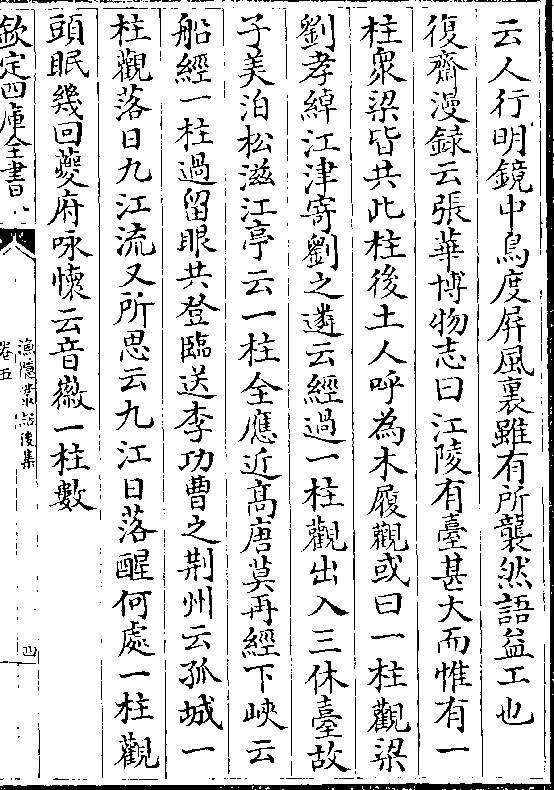 云人行明鏡中鳥度屏風裏雖有所襲然語益工也
復齋漫録云張華博物志曰江陵有臺甚大而惟有一
柱衆梁皆共此柱後土人呼為木履觀或曰一柱觀梁
劉孝綽江津寄劉之遴云經過一柱觀出入三休臺故
子美泊松滋江亭云一柱全應近髙唐莫再經下峽云
船經一柱過留眼共登臨送李功曹之荆州云孤城一
柱觀落日九江流又所思云九江日落醒何處一柱觀
頭眠幾回夔府咏懷云音徽一柱數
欽定四庫全書
漁隱叢話後集
卷五
四